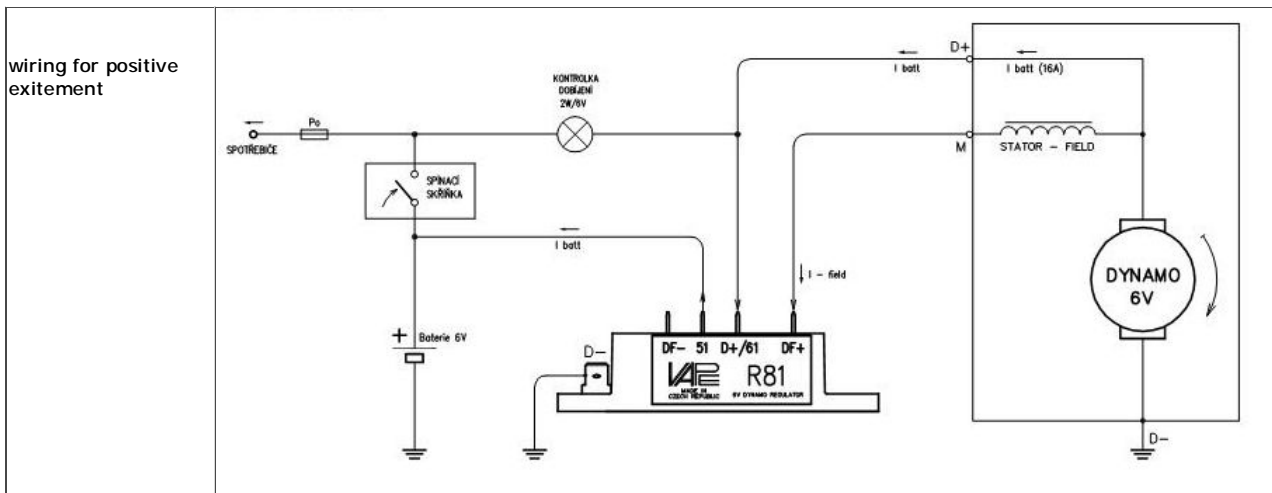 wiring for positive
exitement
KONTROLKA
DOBÍJENÍ
2W/6V
Po
SPOTŘEBIČE
SPÍNACÍ
SKŘÍŇKA
I batt
+ Baterie 6V
D+
I batt
I batt (16A)
M
STATOR - FIELD
I - field
DYNAMO
6V
D-
D-
DF- 51 D+/61 DF+
VAPE
R81
MADE IN
CZECH REPUBLIC
6V DYNAMO REGULATOR